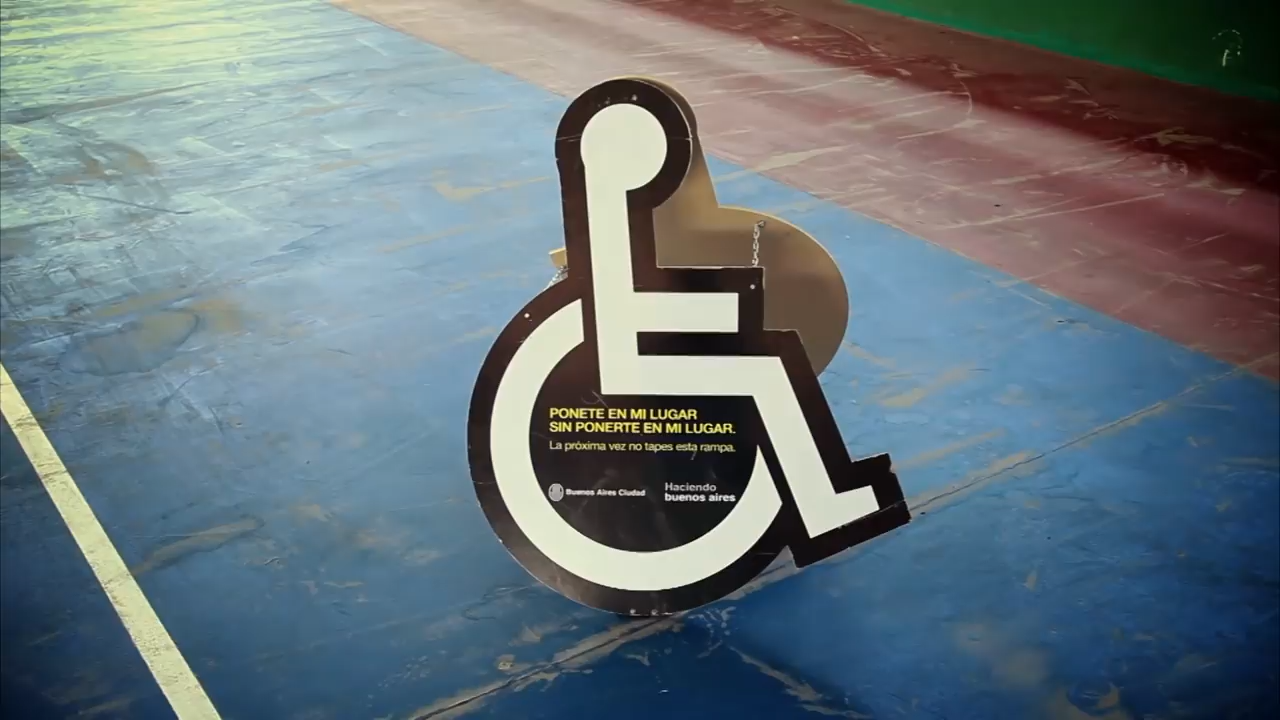 PONETE EN MI LUGAR
SIN PONERTE EN MI LUGAR.
La próxima vez no tapes esta rampa.
Buenos Aires Ciudad
Haciendo
buenos aires